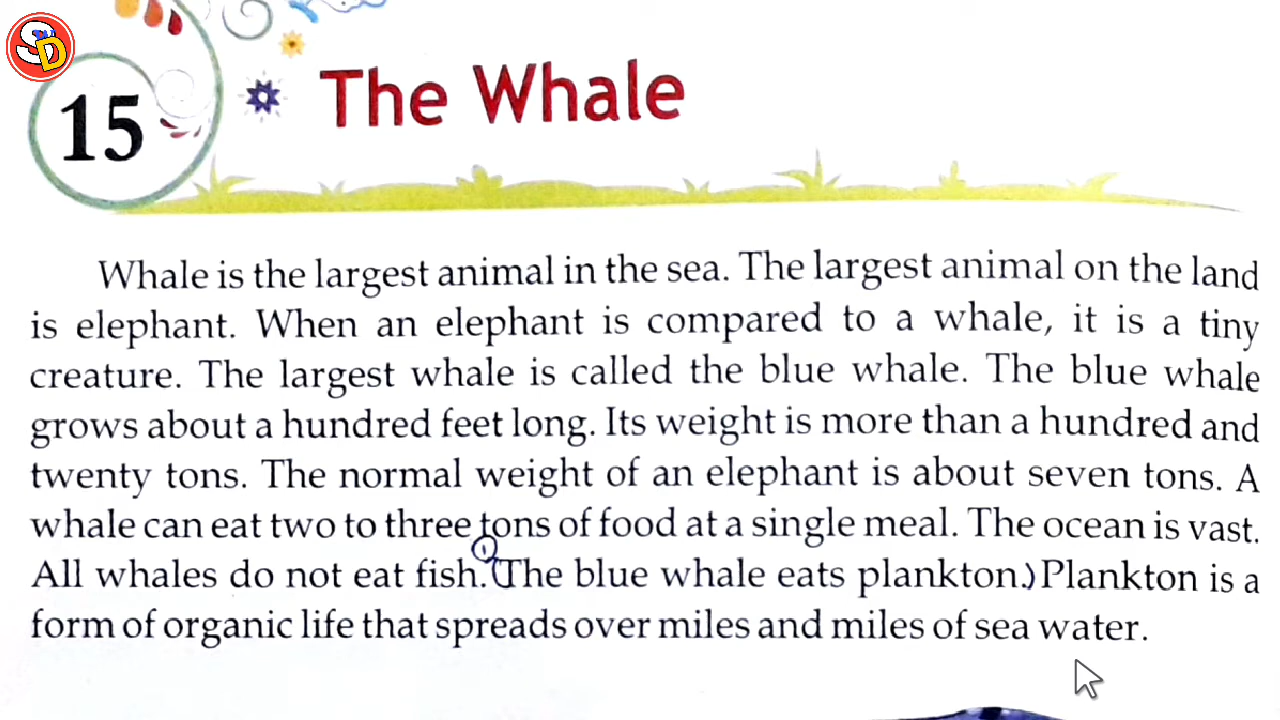 SD
15
The Whale
Whale is the largest animal in the sea. The largest animal on the land
is elephant. When an elephant is compared to a whale, it is a tiny
creature. The largest whale is called the blue whale. The blue whale
grows about a hundred feet long. Its weight is more than a hundred and
twenty tons. The normal weight of an elephant is about seven tons. A
whale can eat two to three tons of food at a single meal. The ocean is vast.
1
All whales do not eat fish. (The blue whale eats plankton.) Plankton is a
form of organic life that spreads over miles and miles of sea water.